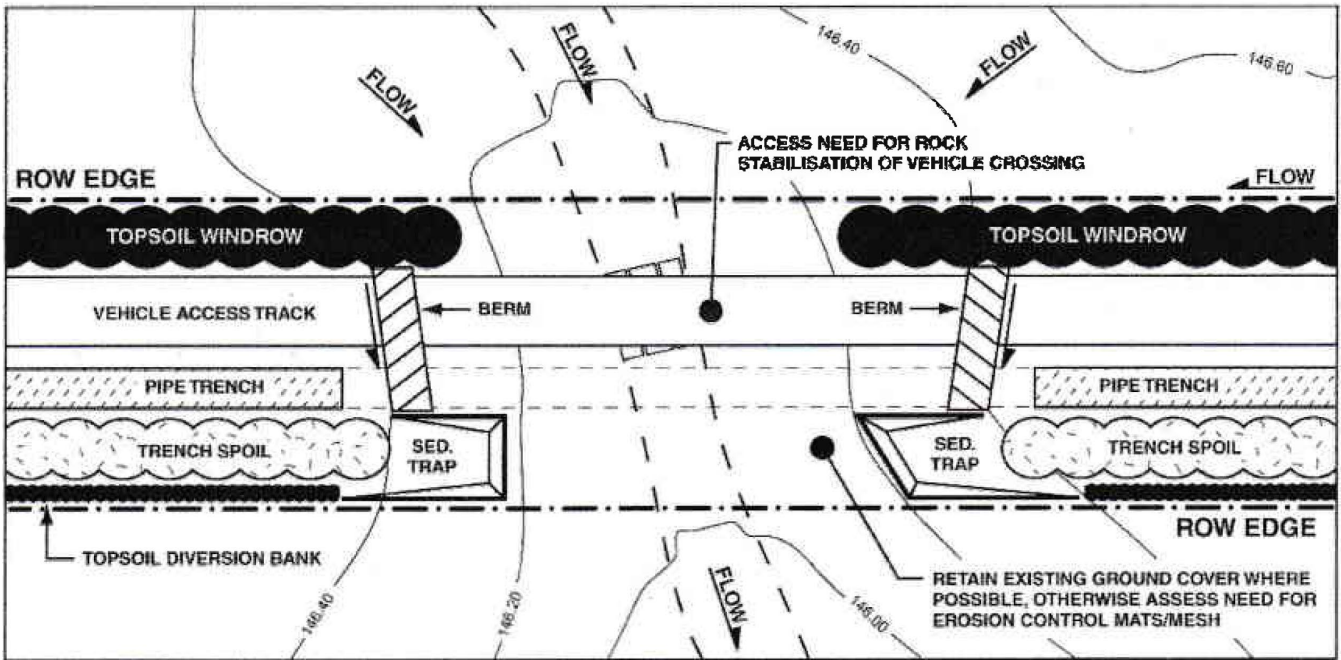 FLOW
FLOW
146.40
FLOW
146.60
ACCESS NEED FOR ROCK
STABILISATION OF VEHICLE CROSSING
ROW EDGE
FLOW
TOPSOIL WINDROW
TOPSOIL WINDROW
VEHICLE ACCESS TRACK
BERM
BERM
PIPE TRENCH
PIPE TRENCH
TRENCH SPOIL
SED.
TRAP
SED.
TRAP
TRENCH SPOIL
ROW EDGE
TOPSOIL DIVERSION BANK
146.40
146.20
FLOW
146.00
RETAIN EXISTING GROUND COVER WHERE
POSSIBLE, OTHERWISE ASSESS NEED FOR
EROSION CONTROL MATS/MESH